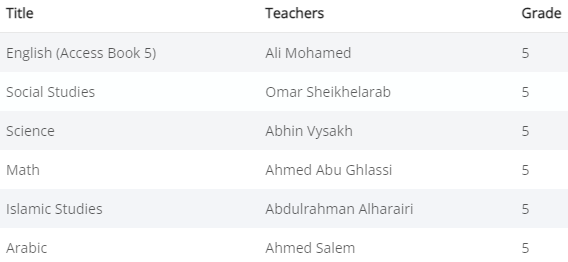 Title Teachers Grade
English (Access Book 5) Ali Mohamed 5
Social Studies Omar Sheikhelarab 5
Science Abhin Vysakh 5
Math Ahmed Abu Ghlassi 5
Islamic Studies Abdulrahman Alharairi 5
Arabic Ahmed Salem 5